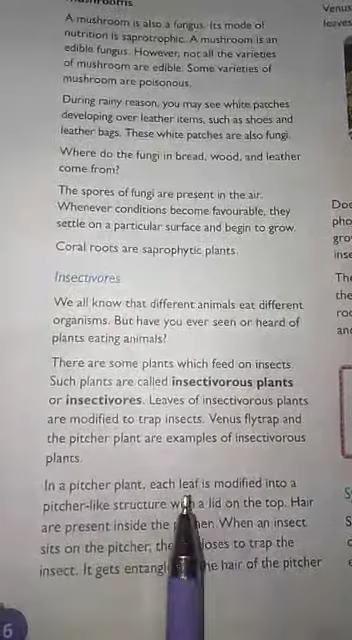 A mushroom is also a fungus. Its mode of
nutrition is saprotrophic. A mushroom is an
edible fungus. However, not all the varieties
of mushroom are edible. Some varieties of
mushroom are poisonous.
During rainy reason, you may see white patches
developing over leather items, such as shoes and
leather bags. These white patches are also fungi.
Where do the fungi in bread, wood, and leather
come from?
The spores of fungi are present in the air.
Whenever conditions become favourable, they
settle on a particular surface and begin to grow.
Coral roots are saprophytic plants.
Insectivores
We all know that different animals eat different
organisms. But have you ever seen or heard of
plants eating animals?
There are some plants which feed on insects.
Such plants are called insectivorous plants
or insectivores. Leaves of insectivorous plants
are modified to trap insects. Venus flytrap and
the pitcher plant are examples of insectivorous
plants.
In a pitcher plant, each leaf is modified into a
pitcher-like structure with a lid on the top. Hair
are present inside the When an insect
sits on the pitcher, the to trap the
insect. It gets hair of the pitcher
6
Venus
leaves
The
the
and